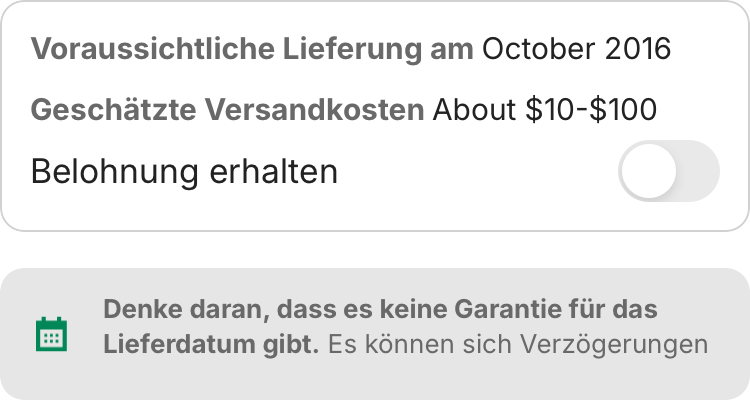 Voraussichtliche Lieferung am October 2016
Geschätzte Versandkosten About $10-$100
Belohnung erhalten
Denke daran, dass es keine Garantie für das
Lieferdatum gibt. Es können sich Verzögerungen